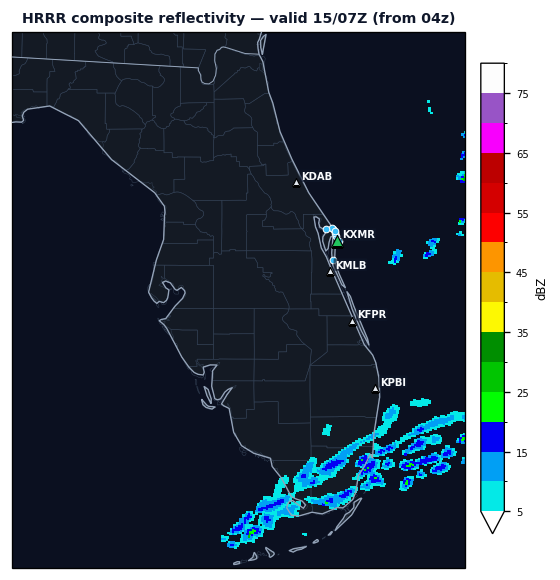 HRRR composite reflectivity — valid 15/07Z (from 04z)
KDAB
KXMR
KMLB
KFPR
KPBI
75
65
55
45
35
25
15
5
dBZ